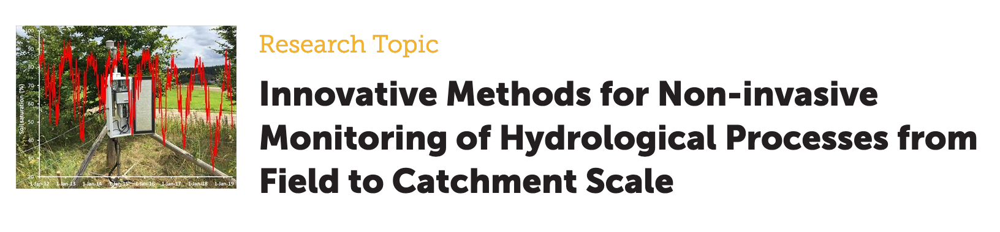 Research Topic
Innovative Methods for Non-invasive
Monitoring of Hydrological Processes from
Field to Catchment Scale
100
90
80
70
60
50
40
30
20
Soil saturation (%)
1-Jan-12 1-Jan-13 1-Jan-14 1-Jan-15 1-Jan-16 1-Jan-17 1-Jan-18 1-Jan-19